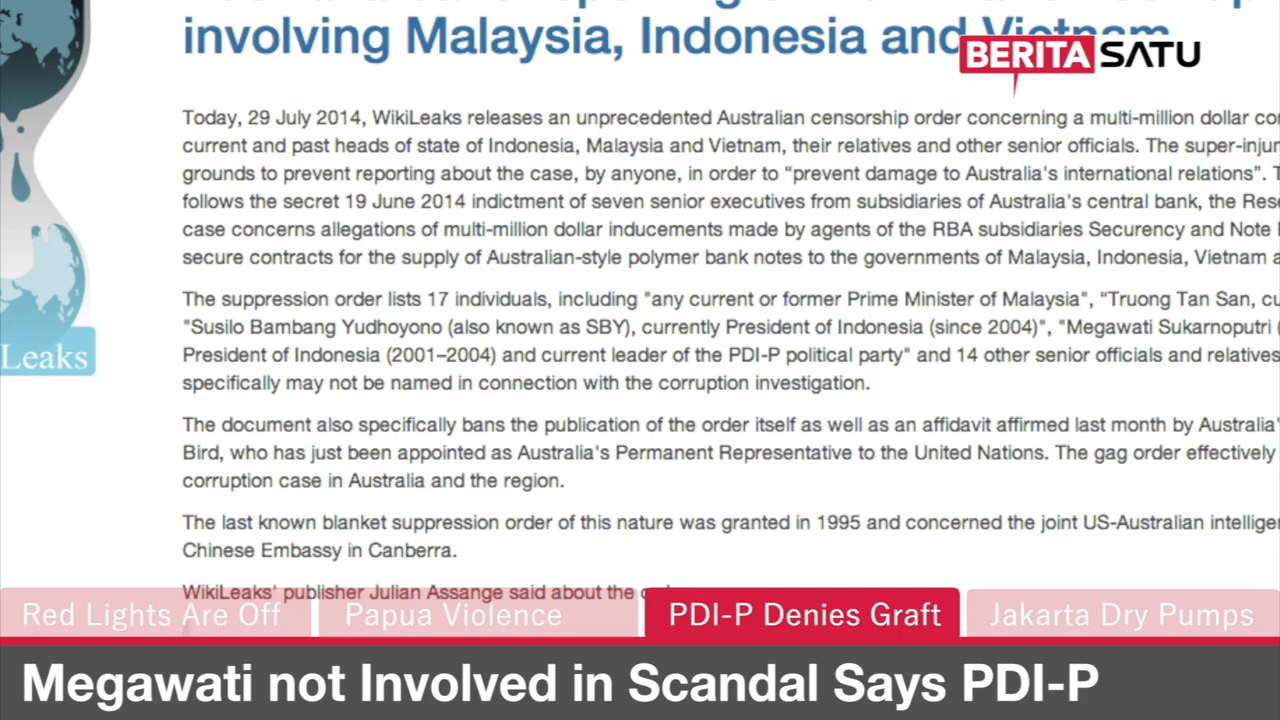 involving Malaysia, Indonesia and Vietnam
BERITA SATU
Today, 29 July 2014, WikiLeaks releases an unprecedented Australian censorship order concerning a multi-million dollar
current and past heads of state of Indonesia, Malaysia and Vietnam, their relatives and other senior officials. The
grounds to prevent reporting about the case, by anyone, in order to “prevent damage to Australia's international relations”.
follows the secret 19 June 2014 indictment of seven senior executives from subsidiaries of Australia's central bank, the
case concerns allegations of multi-million dollar inducements made by agents of the RBA subsidiaries Securency and Note
secure contracts for the supply of Australian-style polymer bank notes to the governments of Malaysia, Indonesia, Vietnam
The suppression order lists 17 individuals, including "any current or former Prime Minister of Malaysia", “Truong Tan San,
"Susilo Bambang Yudhoyono (also known as SBY), currently President of Indonesia (since 2004)", "Megawati Sukarnoputri
President of Indonesia (2001–2004) and current leader of the PDI-P political party" and 14 other senior officials and relatives
specifically may not be named in connection with the corruption investigation.
The document also specifically bans the publication of the order itself as well as an affidavit affirmed last month by Australia'
Bird, who has just been appointed as Australia's Permanent Representative to the United Nations. The gag order effectively
corruption case in Australia and the region.
The last known blanket suppression order of this nature was granted in 1995 and concerned the joint US-Australian
Chinese Embassy in Canberra.
WikiLeaks' publisher Julian Assange said about the
Leaks
Red Lights Are Off
Papua Violence
PDI-P Denies Graft
Jakarta Dry Pumps
Megawati not Involved in Scandal Says PDI-P